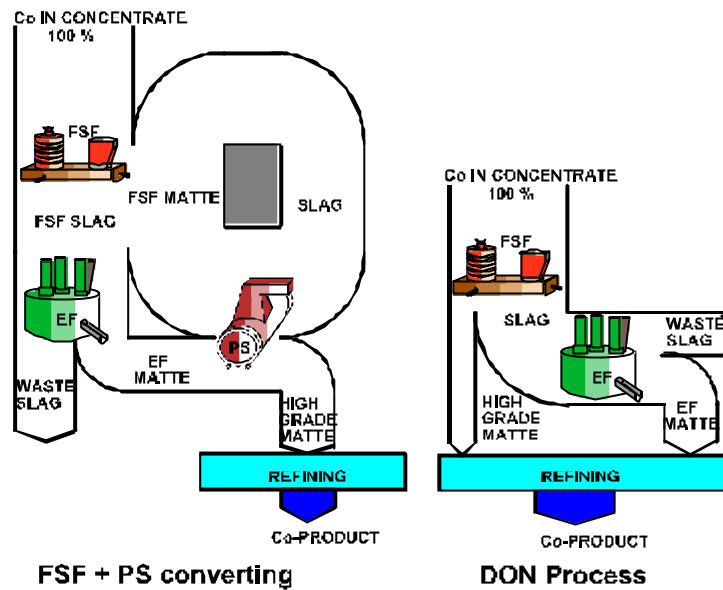 Co IN CONCENTRATE
100 %
FSF
FSF MATTE
SLAG
FSF SLAG
EF
PS
EF
MATTE
WASTE
SLAG
HIGH
GRADE
MATTE
REFINING
Co-PRODUCT
FSF + PS converting
Co IN CONCENTRATE
100 %
FSF
SLAG
WASTE
SLAG
EF
HIGH
GRADE
MATTE
EF
MATTE
REFINING
Co-PRODUCT
DON Process